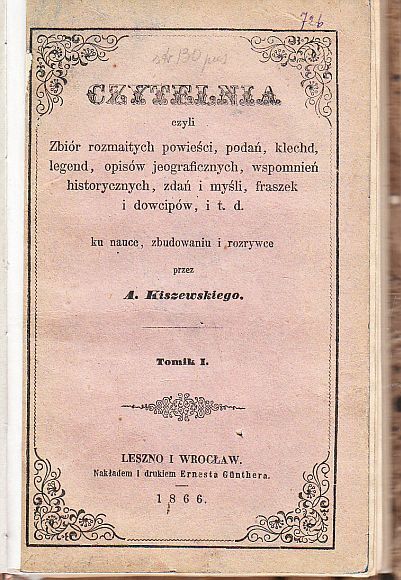 72b
CZYTELNIA
czyli
Zbiór rozmaitych powieści, podań, klechd,
legend, opisów jeograficznych, wspomnień
historycznych, zdań i myśli, fraszek
i dowcipów, i t. d.
ku nauce, zbudowaniu i rozrywce
przez
A. Kiszewskiego.
Tomik I.
LESZNO I WROCŁAW.
Nakładem i drukiem Ernesta Günthera.
1866.